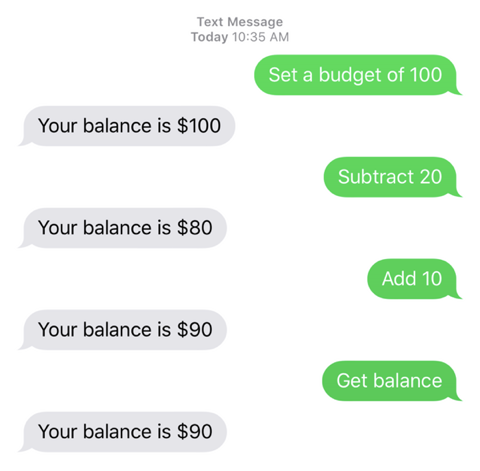 Text Message
Today 10:35 AM
Set a budget of 100
Your balance is $100
Subtract 20
Your balance is $80
Add 10
Your balance is $90
Get balance
Your balance is $90